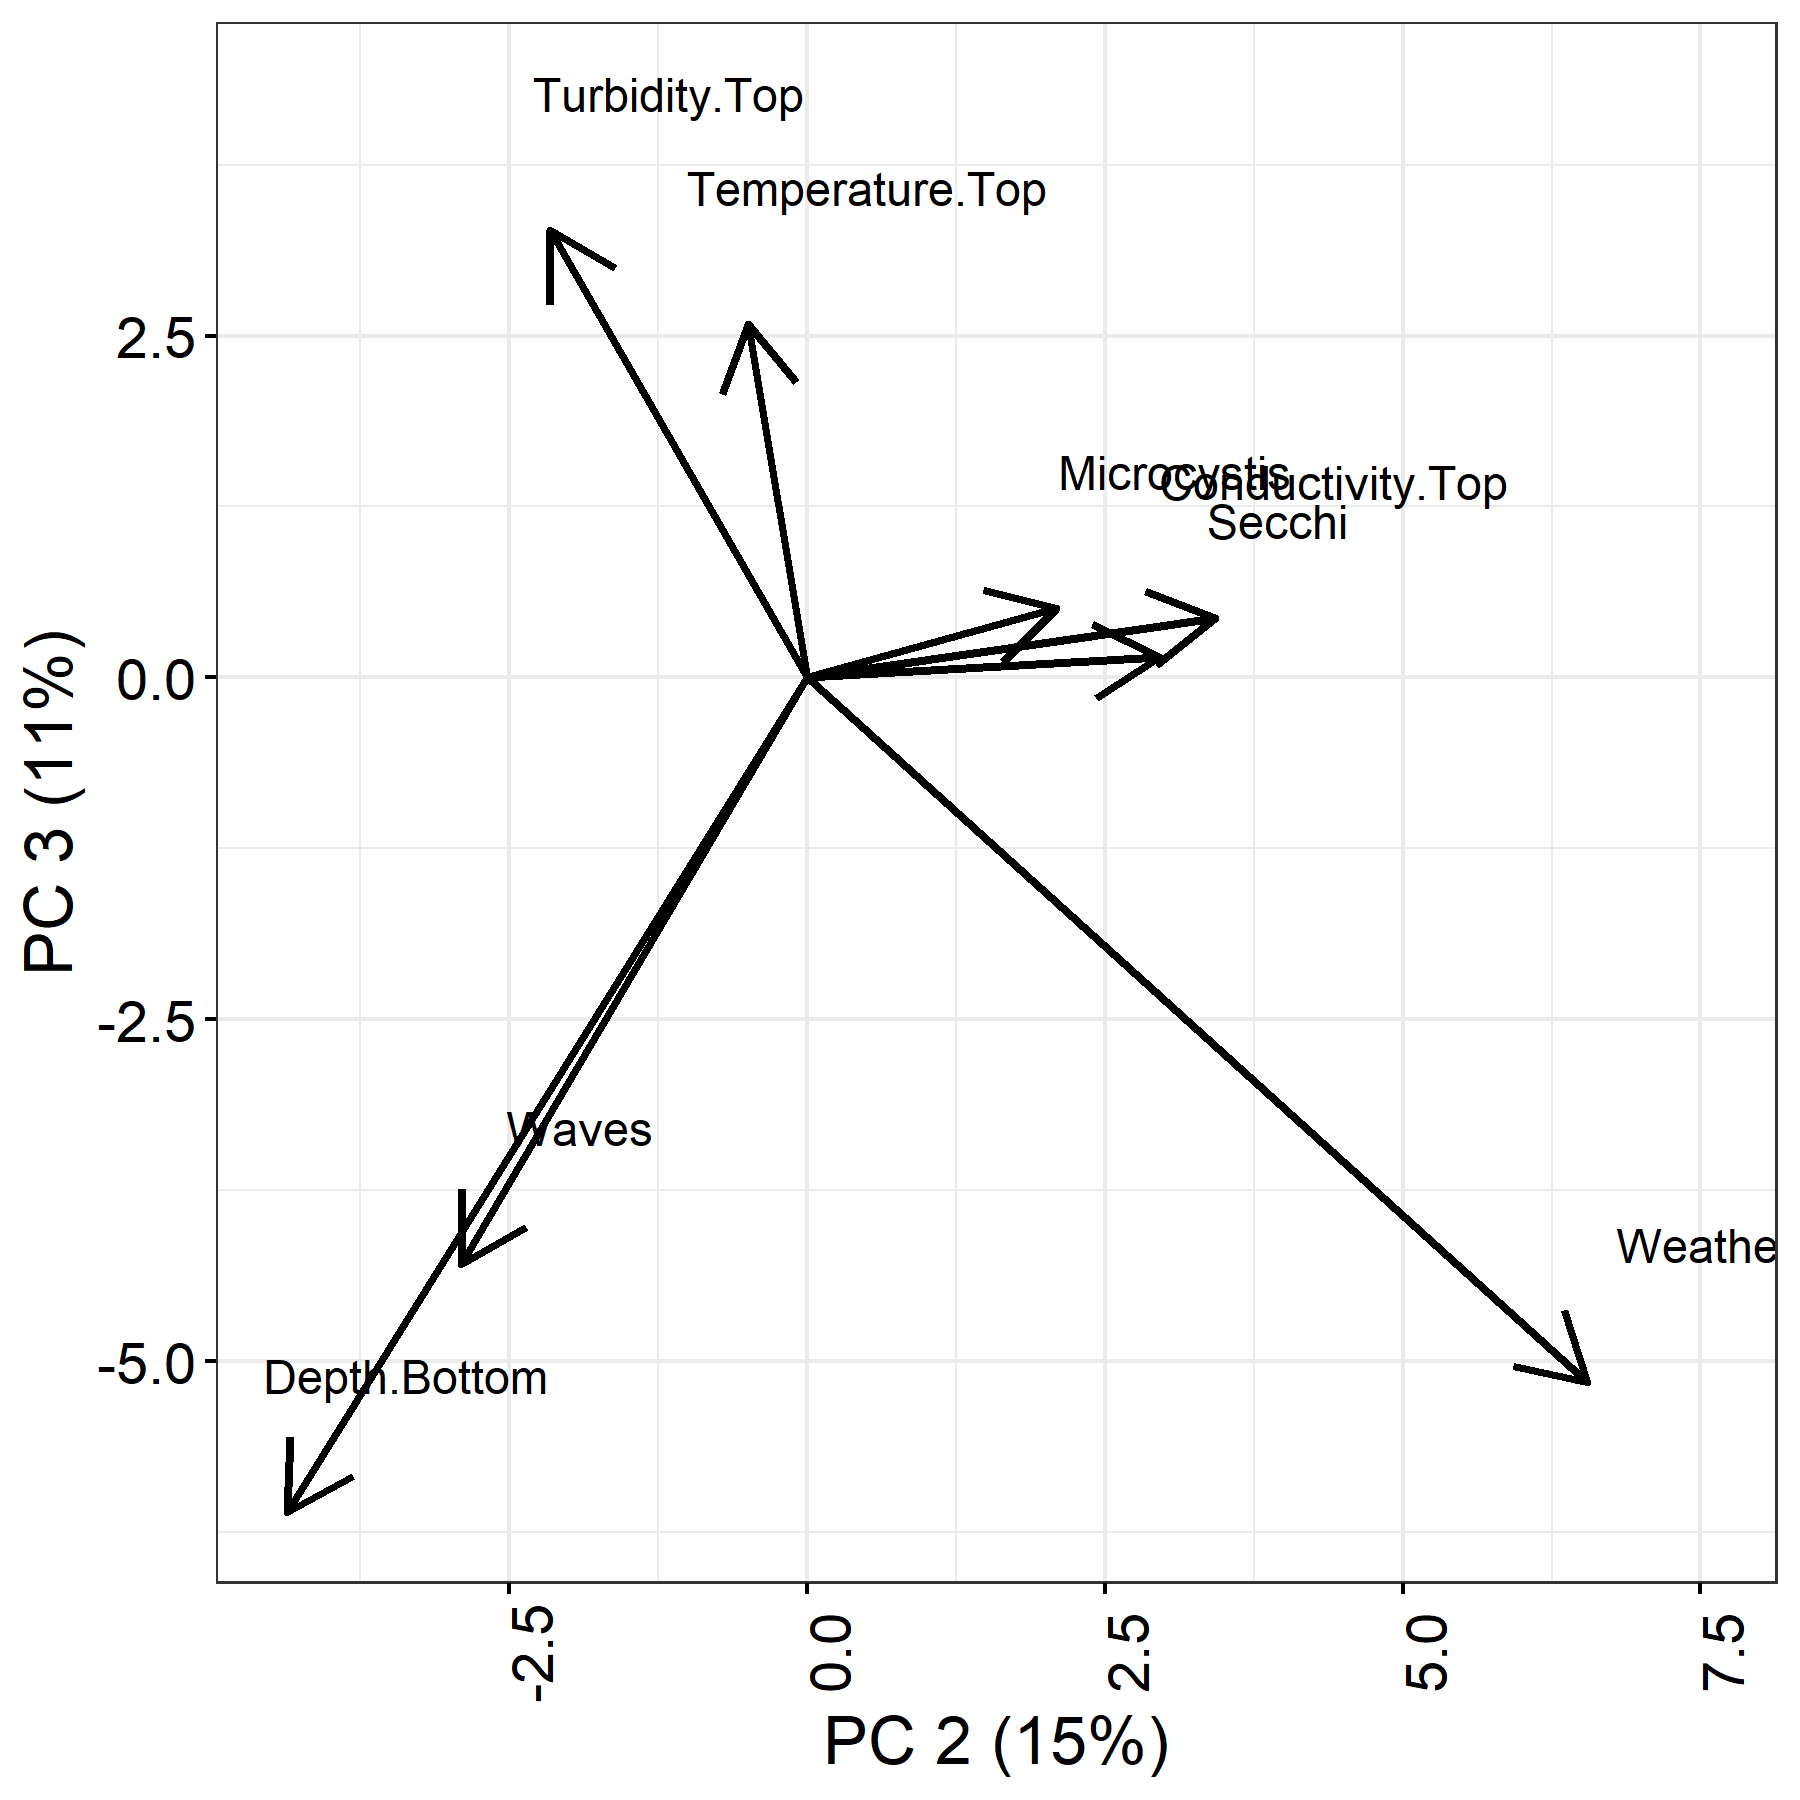 Turbidity.Top
Temperature.Top
Microcystis
Conductivity.Top
Secchi
Waves
Weathe
Depth.Bottom
2.5
0.0
-2.5
-5.0
PC 3 (11%)
-2.5
0.0
2.5
5.0
7.5
PC 2 (15%)